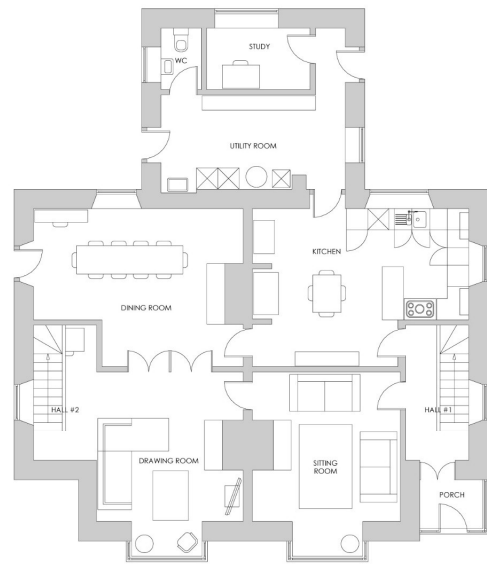 STUDY
WC
UTILITY ROOM
KITCHEN
DINING ROOM
HALL #2
HALL #1
DRAWING ROOM
SITTING
ROOM
PORCH